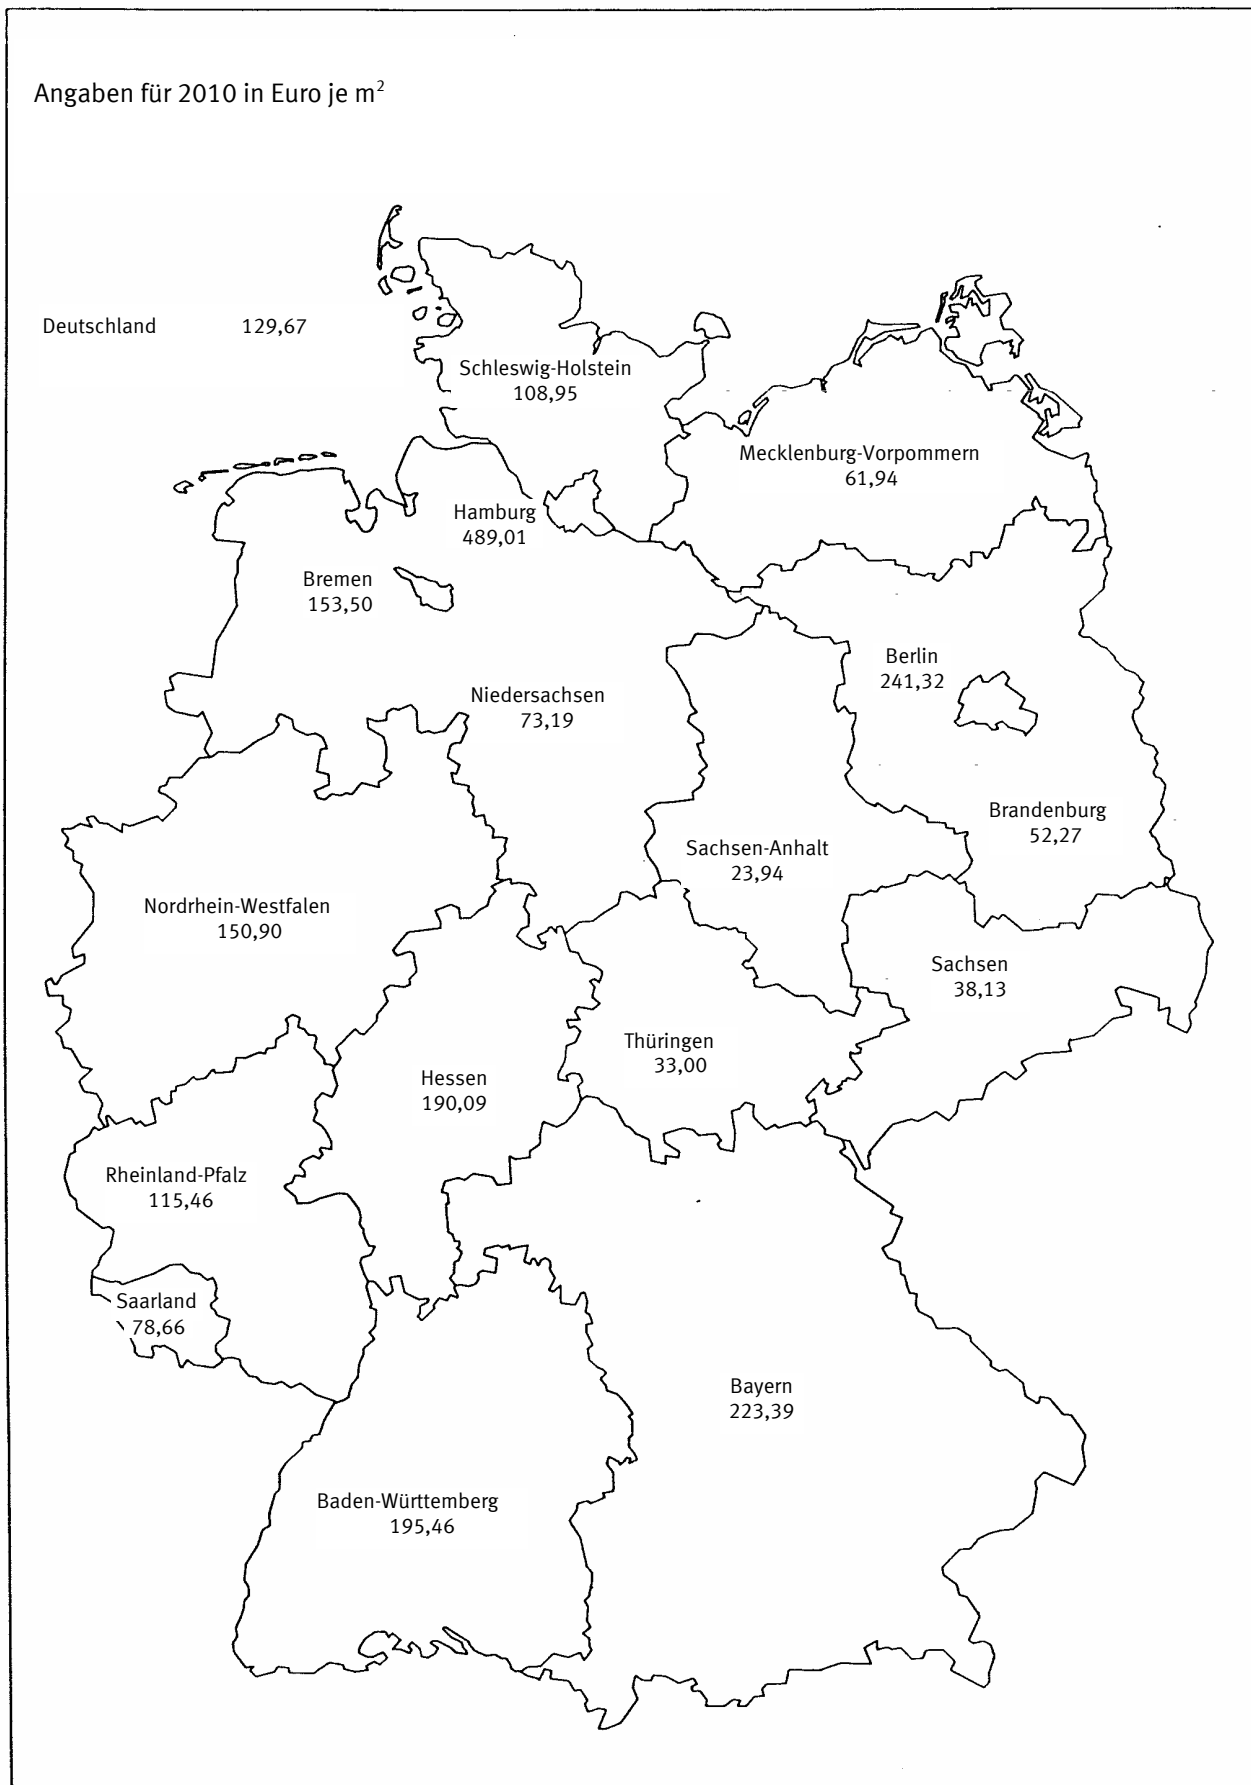 Angaben für 2010 in Euro je m²
Deutschland 129,67
Schleswig-Holstein
108,95
Mecklenburg-Vorpommern
61,94
Hamburg
489,01
Bremen
153,50
Berlin
241,32
Niedersachsen
73,19
Brandenburg
52,27
Sachsen-Anhalt
23,94
Nordrhein-Westfalen
150,90
Sachsen
38,13
Thüringen
33,00
Hessen
190,09
Rheinland-Pfalz
115,46
Saarland
78,66
Bayern
223,39
Baden-Württemberg
195,46